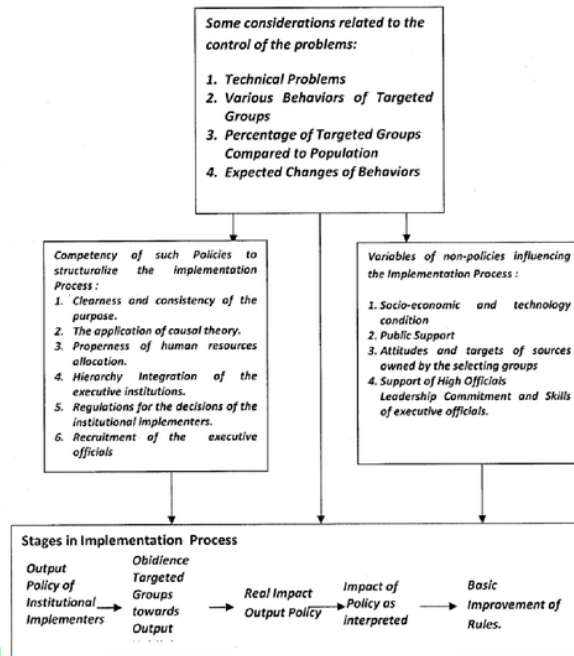 Some considerations related to the
control of the problems:
1. Technical Problems
2. Various Behaviors of Targeted
Groups
3. Percentage of Targeted Groups
Compared to Population
4. Expected Changes of Behaviors
Competency of such Policies to
structuralize the Implementation
Process :
1. Clearness and consistency of the
purpose.
2. The application of causal theory.
3. Properness of human resources
allocation.
4. Hierarchy Integration of the
executive institutions.
5. Regulations for the decisions of the
institutional implementers.
6. Recruitment of the executive
officials
Variables of non-policies influencing
the Implementation Process :
1. Socio-economic and technology
condition
2. Public Support
3. Attitudes and targets of sources
owned by the selecting groups
4. Support of High Officials
Leadership Commitment and Skills
of executive officials.
Stages in Implementation Process
Output
Policy of
Institutional
Implementers
Obidience
Targeted
Groups
towards
Output
Real Impact
Output Policy
Impact of
Policy as
interpreted
Basic
Improvement of
Rules.